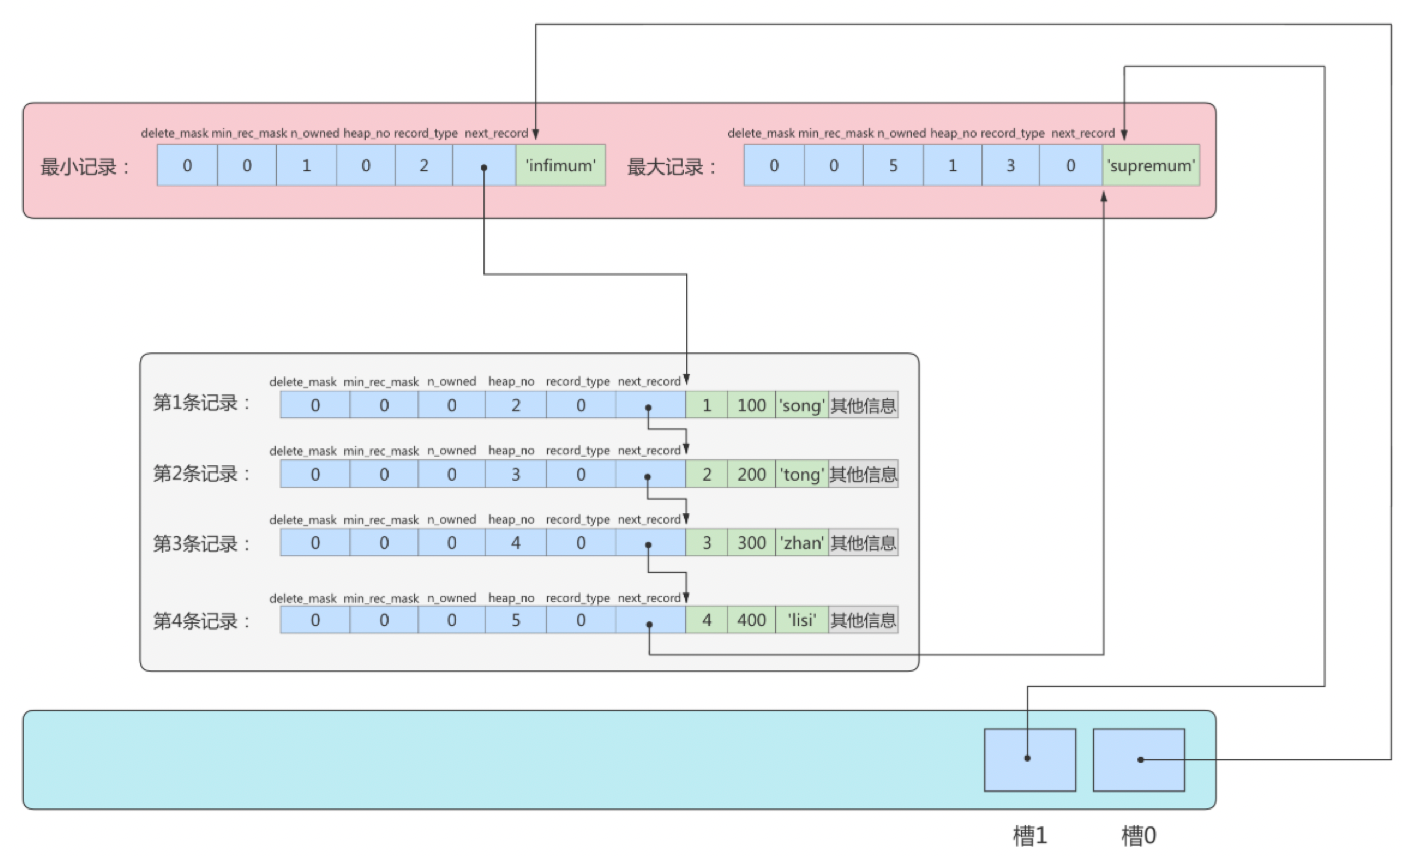 delete_mask min_rec_mask n_owned heap_no record_type next_record
最小记录： 0 0 1 0 2 'infimum'
delete_mask min_rec_mask n_owned heap_no record_type next_record
最大记录： 0 0 5 1 3 0 'supremum'
delete_mask min_rec_mask n_owned heap_no record_type next_record
第1条记录： 0 0 0 2 0 1 100 'song' 其他信息
delete_mask min_rec_mask n_owned heap_no record_type next_record
第2条记录： 0 0 0 3 0 2 200 'tong' 其他信息
delete_mask min_rec_mask n_owned heap_no record_type next_record
第3条记录： 0 0 0 4 0 3 300 'zhan' 其他信息
delete_mask min_rec_mask n_owned heap_no record_type next_record
第4条记录： 0 0 0 5 0 4 400 'lisi' 其他信息
槽1 槽0